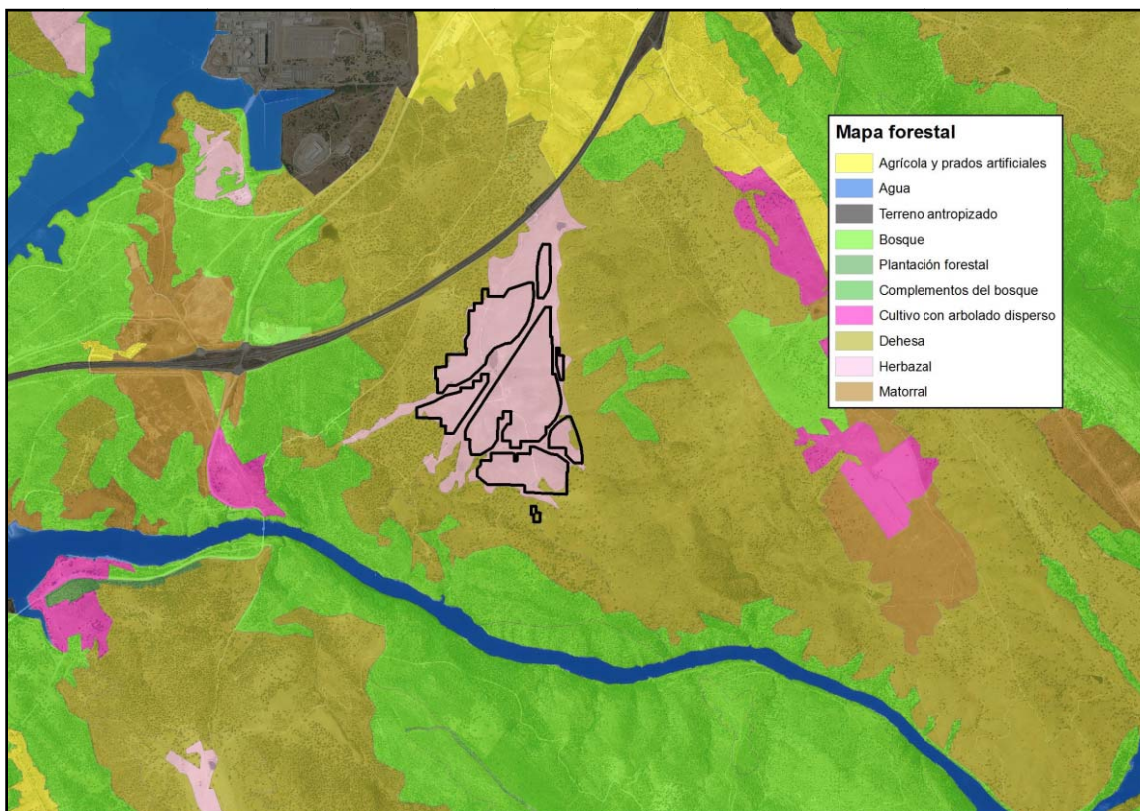 Mapa forestal
Agrícola y prados artificiales
Agua
Terreno antropizado
Bosque
Plantación forestal
Complementos del bosque
Cultivo con arbolado disperso
Dehesa
Herbazal
Matorral